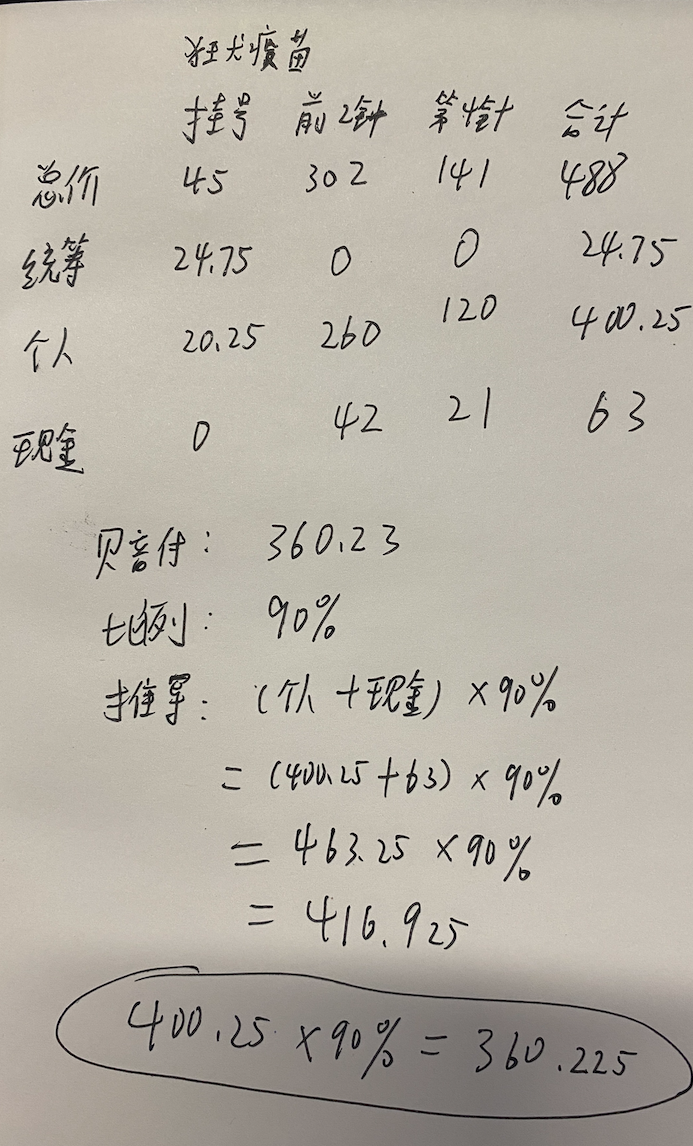 狂犬疫苗
挂号 前2针 第4针 合计
总价 45 302 141 488
统筹 24.75 0 0 24.75
个人 20.25 260 120 400.25
现金 0 42 21 63
赔付: 360.23
比例: 90%
推算: (个人+现金) × 90%
= (400.25+63) × 90%
= 463.25 × 90%
= 416.925
400.25 × 90% = 360.225